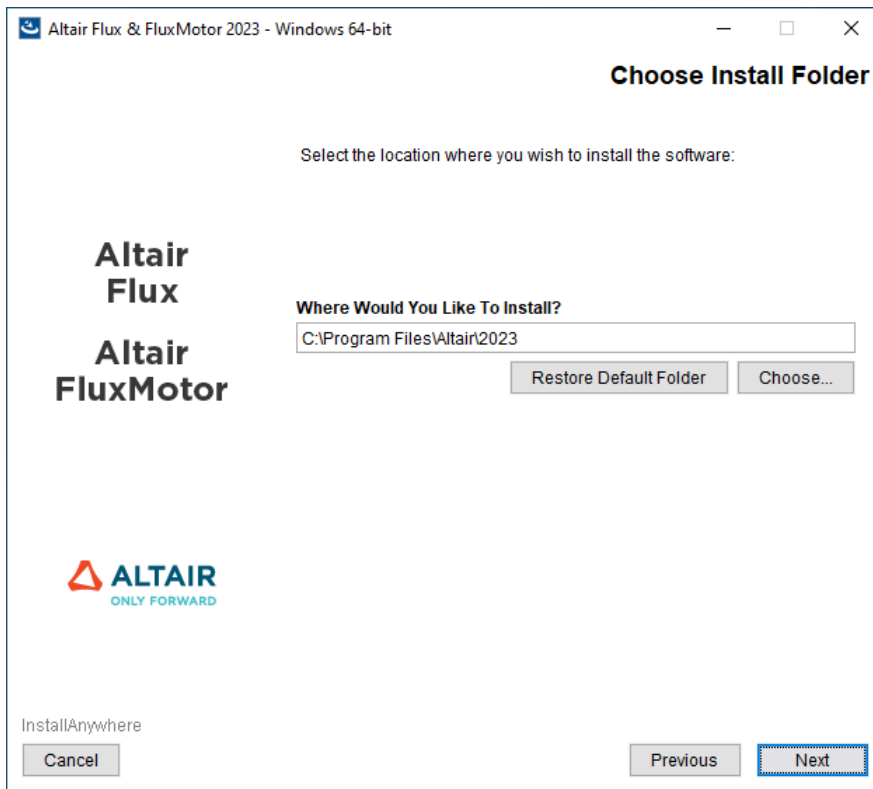 Altair Flux & FluxMotor 2023 - Windows 64-bit
Choose Install Folder
Select the location where you wish to install the software:
Altair
Flux
Altair
FluxMotor
Where Would You Like To Install?
C:\Program Files\Altair\2023
Restore Default Folder
Choose...
ALTAIR
ONLY FORWARD
InstallAnywhere
Cancel
Previous
Next